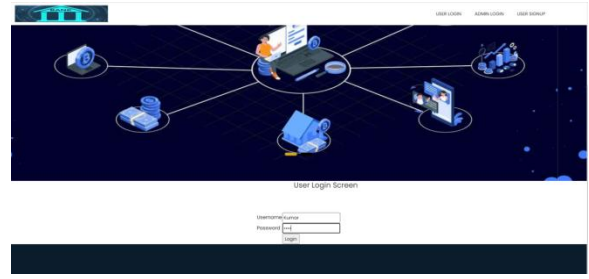 USER LOGIN ADMIN LOGIN USER SIGNUP
User Login Screen
Username Kumar
Password ••••
Login